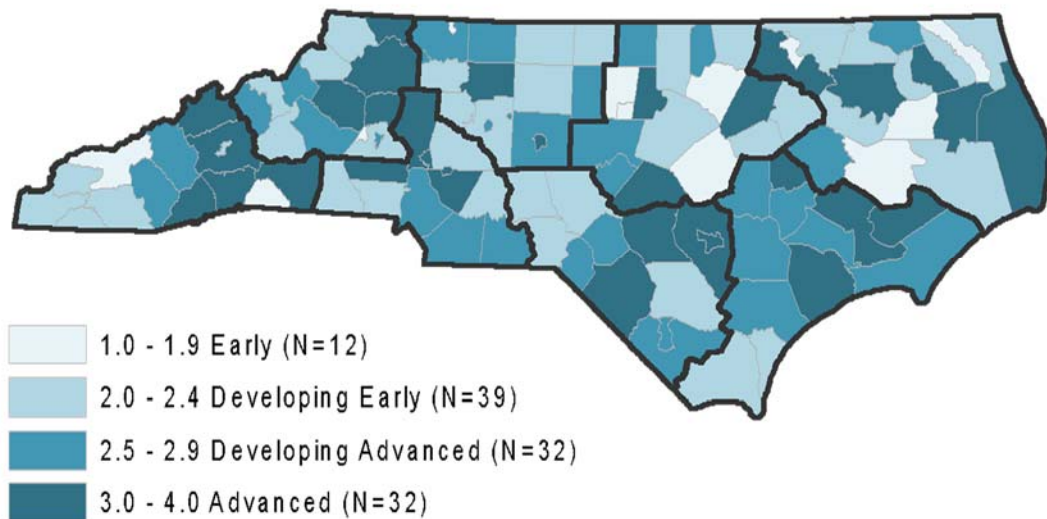 1.0 - 1.9 Early (N=12)
2.0 - 2.4 Developing Early (N=39)
2.5 - 2.9 Developing Advanced (N=32)
3.0 - 4.0 Advanced (N=32)